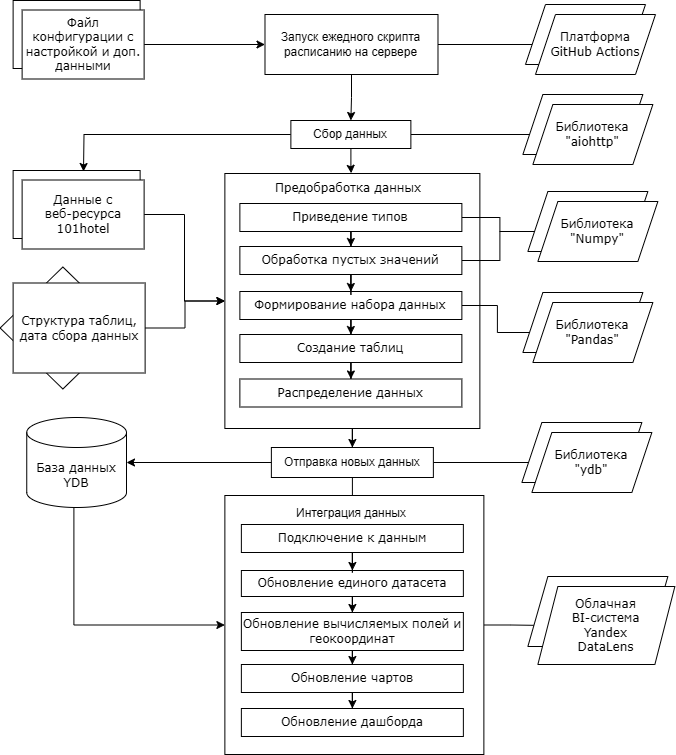 Файл
конфигурации с
настройкой и доп.
данными
Запуск ежедного скрипта
расписанию на сервере
Платформа
GitHub Actions
Сбор данных
Библиотека
"aiohttp"
Данные с
веб-ресурса
101hotel
Предобработка данных
Приведение типов
Обработка пустых значений
Библиотека
"Numpy"
Структура таблиц,
дата сбора данных
Формирование набора данных
Создание таблиц
Распределение данных
Библиотека
"Pandas"
База данных
YDB
Отправка новых данных
Библиотека
"ydb"
Интеграция данных
Подключение к данным
Обновление единого датасета
Обновление вычисляемых полей и
геокоординат
Обновление чартов
Обновление дашборда
Облачная
BI-система
Yandex
DataLens